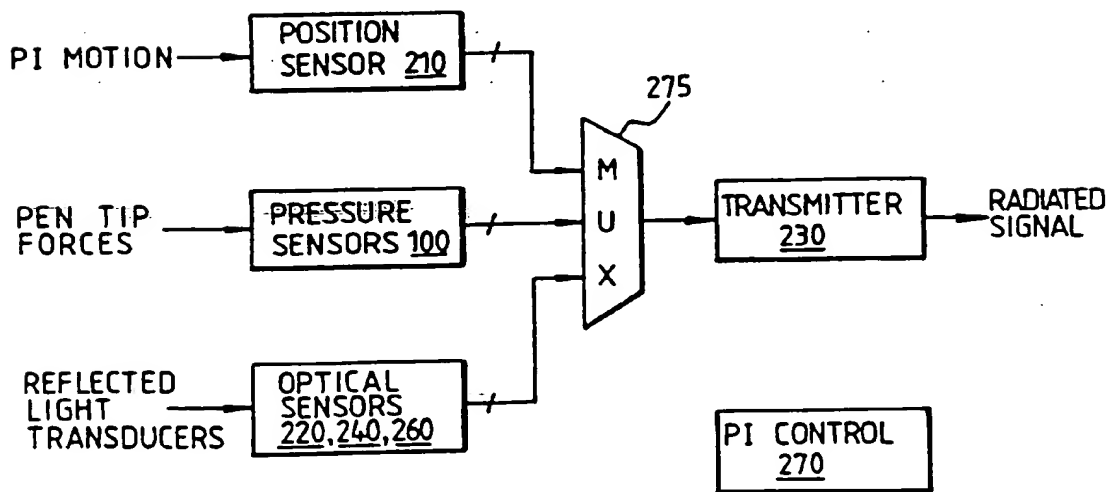 PI MOTION
POSITION
SENSOR 210
275
PEN TIP
FORCES
PRESSURE
SENSORS 100
M
U
X
TRANSMITTER
230
RADIATED
SIGNAL
REFLECTED
LIGHT
TRANSDUCERS
OPTICAL
SENSORS
220, 240, 260
PI CONTROL
270